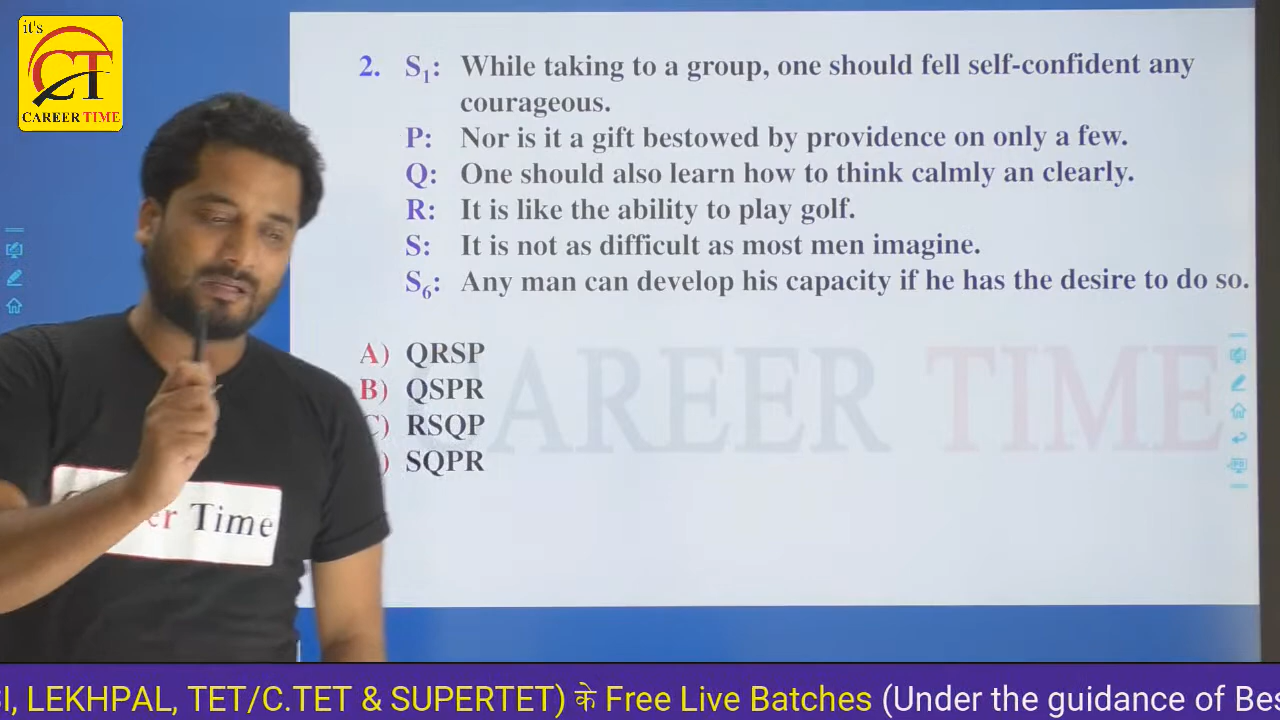 it's
CT
CAREER TIME
2. S1: While taking to a group, one should fell self-confident any
courageous.
P: Nor is it a gift bestowed by providence on only a few.
Q: One should also learn how to think calmly an clearly.
R: It is like the ability to play golf.
S: It is not as difficult as most men imagine.
S6: Any man can develop his capacity if he has the desire to do so.
A) QRSP
B) QSPR
C) RSQP
) SQPR
CAREER TIME
er Time
SI, LEKHPAL, TET/C.TET & SUPERTET) के Free Live Batches (Under the guidance of Bes